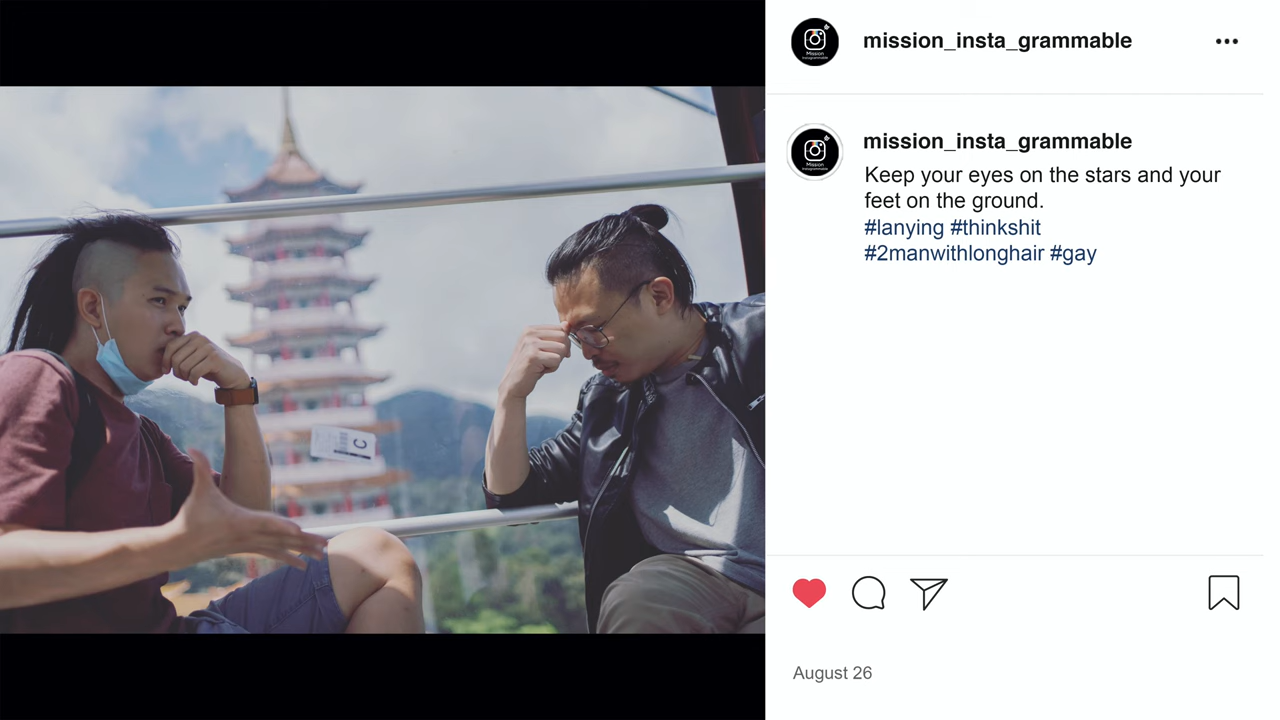 mission_insta_grammable
mission_insta_grammable
Keep your eyes on the stars and your
feet on the ground.
#lanying #thinkshit
#2manwithlonghair #gay
August 26
Mission
C